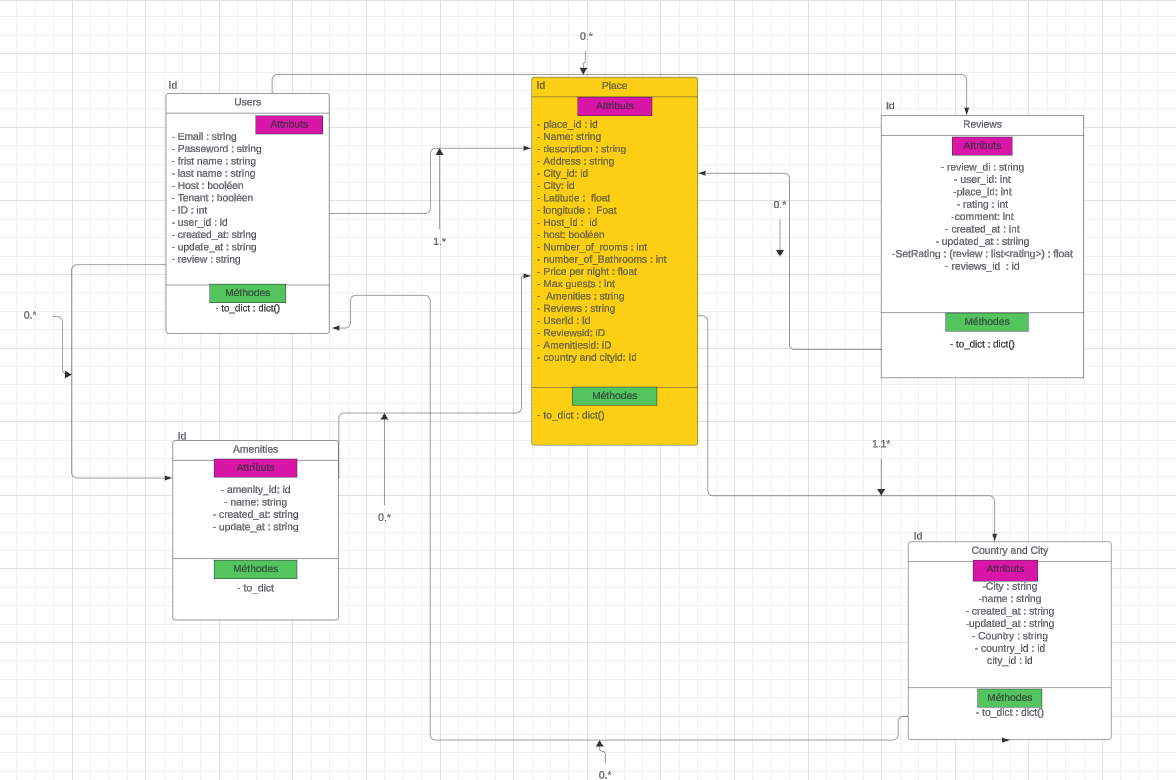 0.*
Id
Users
Attributs
- Email : string
- Passeword : string
- frist name : string
- last name : string
- Host : booléen
- Tenant : booléen
- ID : int
- user_id : id
- created_at: string
- update_at : string
- review : string
Méthodes
- to_dict : dict()
Id
Place
Attributs
- place_id : id
- Name: string
- description : string
- Address : string
- City_id: id
- City: id
- Latitude : float
- longitude : Foat
- Host_id : id
- host: booléen
- Number_of_rooms : int
- number_of_Bathrooms : int
- Price per night : float
- Max guests : int
- Amenities : string
- Reviews : string
- UserId : Id
- Reviewsid: iD
- Amenitiesid: iD
- country and cityid: Id
Méthodes
- to_dict : dict()
Id
Reviews
Attributs
- review_di : string
- user_id: int
-place_id: int
- rating : int
-comment: int
- created_at : int
- updated_at : striing
-SetRating : (review : list<rating>) : float
- reviews_id : id
Méthodes
- to_dict : dict()
1.*
0.*
0.*
0.*
1.1*
Id
Amenities
Attributs
- amenity_id: id
- name: string
- created_at: string
- update_at : string
Méthodes
- to_dict
Id
Country and City
Attributs
-City : string
-name : string
- created_at : string
-updated_at : string
- Country : string
- country_id : id
city_id : Id
Méthodes
- to_dict : dict()
0.*